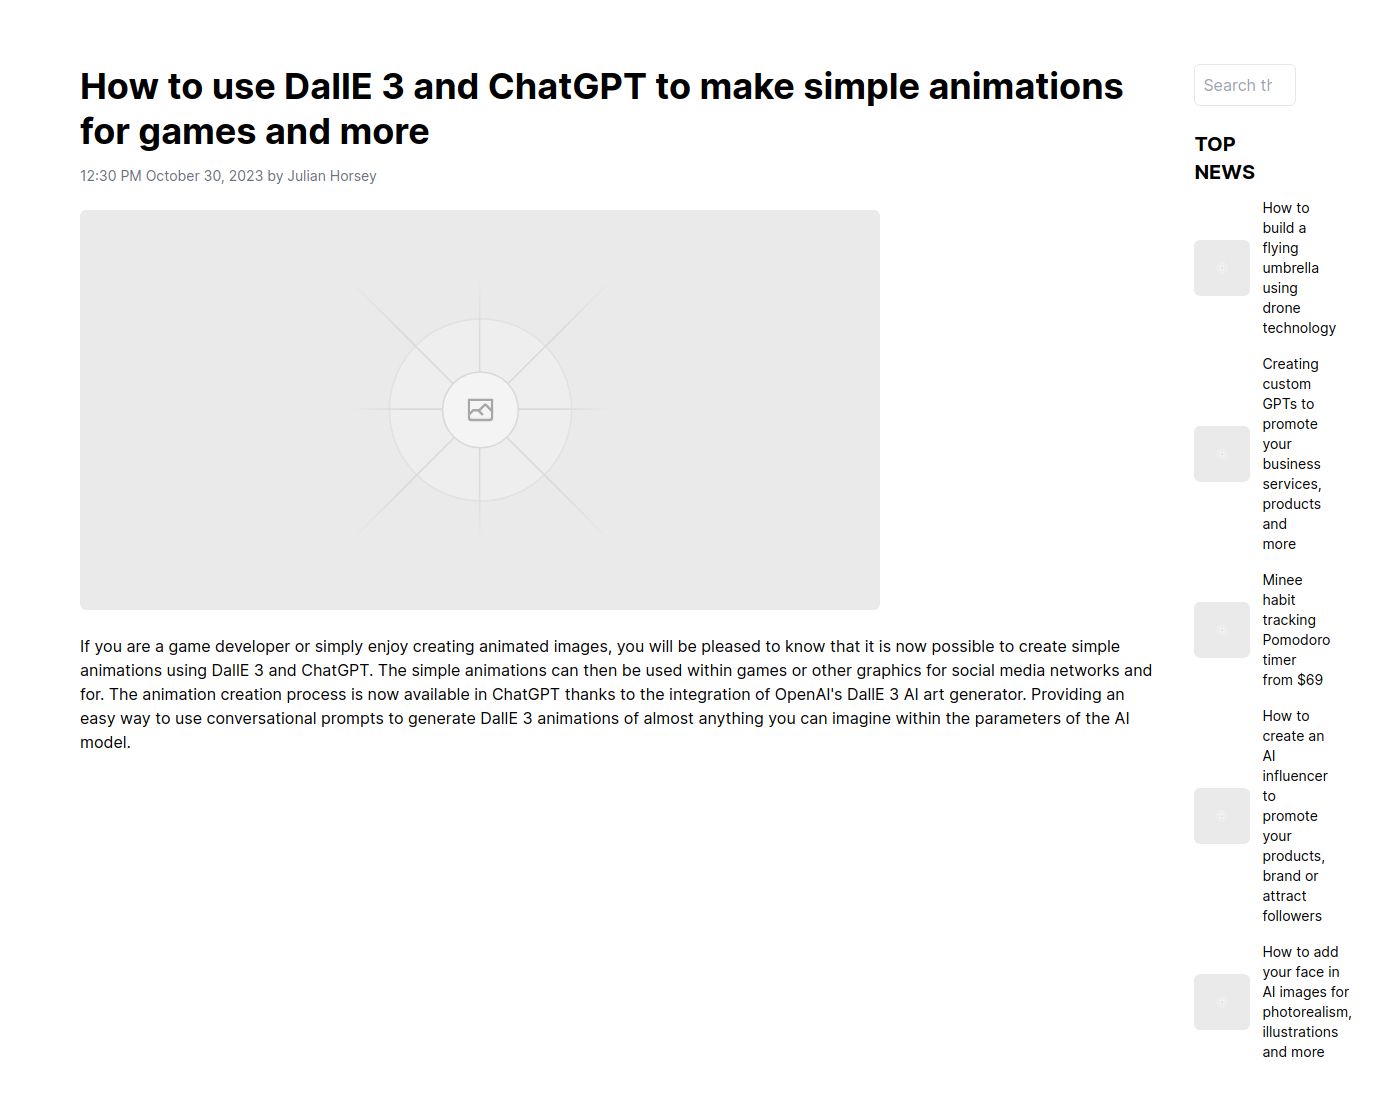 How to use DallE 3 and ChatGPT to make simple animations
for games and more
12:30 PM October 30, 2023 by Julian Horsey
If you are a game developer or simply enjoy creating animated images, you will be pleased to know that it is now possible to create simple
animations using DallE 3 and ChatGPT. The simple animations can then be used within games or other graphics for social media networks and
for. The animation creation process is now available in ChatGPT thanks to the integration of OpenAI's DallE 3 AI art generator. Providing an
easy way to use conversational prompts to generate DallE 3 animations of almost anything you can imagine within the parameters of the AI
model.
Search
TOP
NEWS
How to
build a
flying
umbrella
using
drone
technology
Creating
custom
GPTs to
promote
your
business
services,
products
and
more
Minee
habit
tracking
Pomodoro
timer
from $69
How to
create an
AI
influencer
to
promote
your
products,
brand or
attract
followers
How to add
your face in
AI images for
photorealism,
illustrations
and more